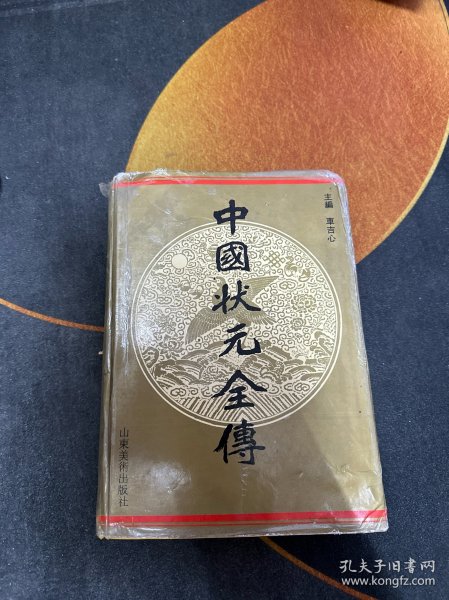 主編 車吉心
中國狀元全傳
山東美術出版社
孔夫子旧书网
www.kongfz.com